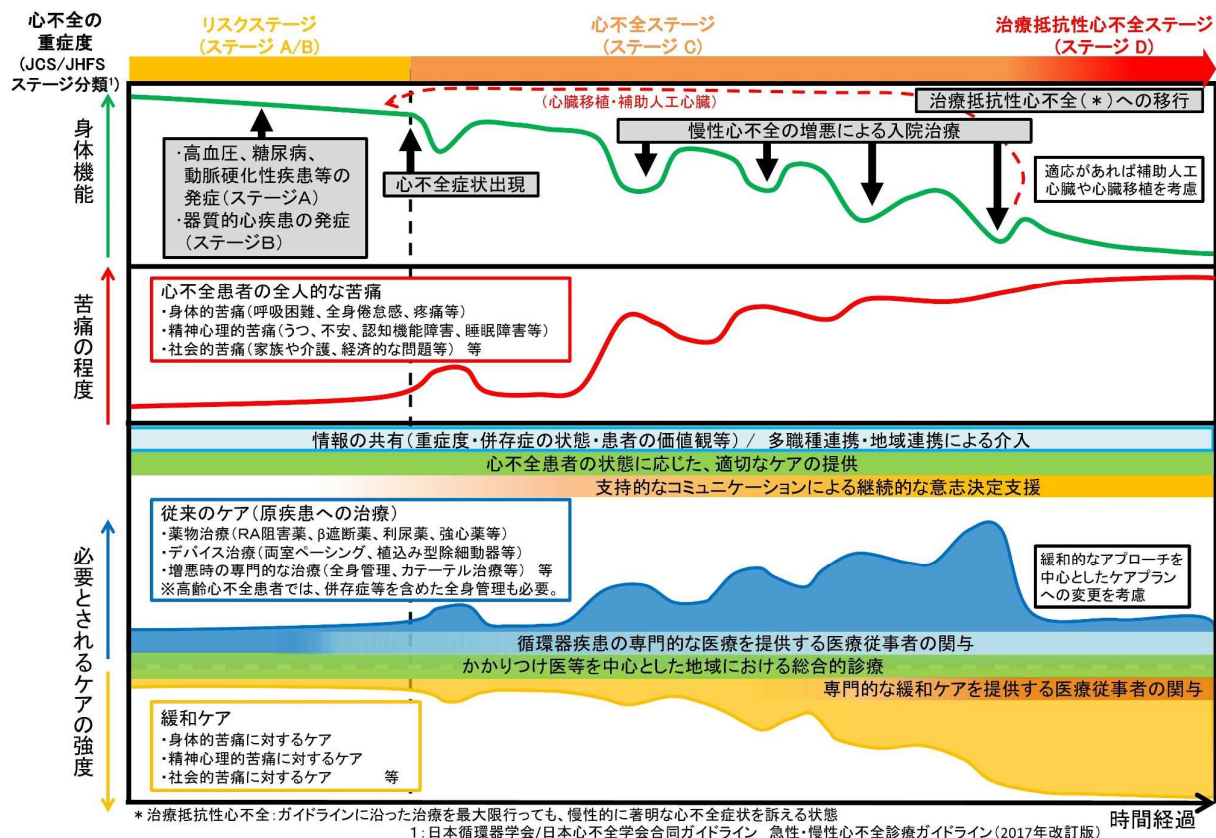 心不全の
重症度
(JCS/JHFS
ステージ分類¹⁾)
リスクステージ
(ステージ A/B)
心不全ステージ
(ステージ C)
治療抵抗性心不全ステージ
(ステージ D)
身体機能
(心臓移植・補助人工心臓)
治療抵抗性心不全(*)への移行
慢性心不全の増悪による入院治療
・高血圧、糖尿病、
動脈硬化性疾患等の
発症(ステージA)
・器質的心疾患の発症
(ステージB)
心不全症状出現
適応があれば補助人工
心臓や心臓移植を考慮
苦痛の程度
心不全患者の全人的な苦痛
・身体的苦痛(呼吸困難、全身倦怠感、疼痛等)
・精神心理的苦痛(うつ、不安、認知機能障害、睡眠障害等)
・社会的苦痛(家族や介護、経済的な問題等) 等
必要とされるケアの強度
情報の共有(重症度・併存症の状態・患者の価値観等) / 多職種連携・地域連携による介入
心不全患者の状態に応じた、適切なケアの提供
支持的なコミュニケーションによる継続的な意志決定支援
従来のケア(原疾患への治療)
・薬物治療(RA阻害薬、β遮断薬、利尿薬、強心薬等)
・デバイス治療(両室ペーシング、植込み型除細動器等)
・増悪時の専門的な治療(全身管理、カテーテル治療等) 等
※高齢心不全患者では、併存症等を含めた全身管理も必要。
緩和的なアプローチを
中心としたケアプラン
への変更を考慮
循環器疾患の専門的な医療を提供する医療従事者の関与
かかりつけ医等を中心とした地域における総合的診療
専門的な緩和ケアを提供する医療従事者の関与
緩和ケア
・身体的苦痛に対するケア
・精神心理的苦痛に対するケア
・社会的苦痛に対するケア 等
*治療抵抗性心不全:ガイドラインに沿った治療を最大限行っても、慢性的に著明な心不全症状を訴える状態
時間経過
1:日本循環器学会/日本心不全学会合同ガイドライン 急性・慢性心不全診療ガイドライン(2017年改訂版)